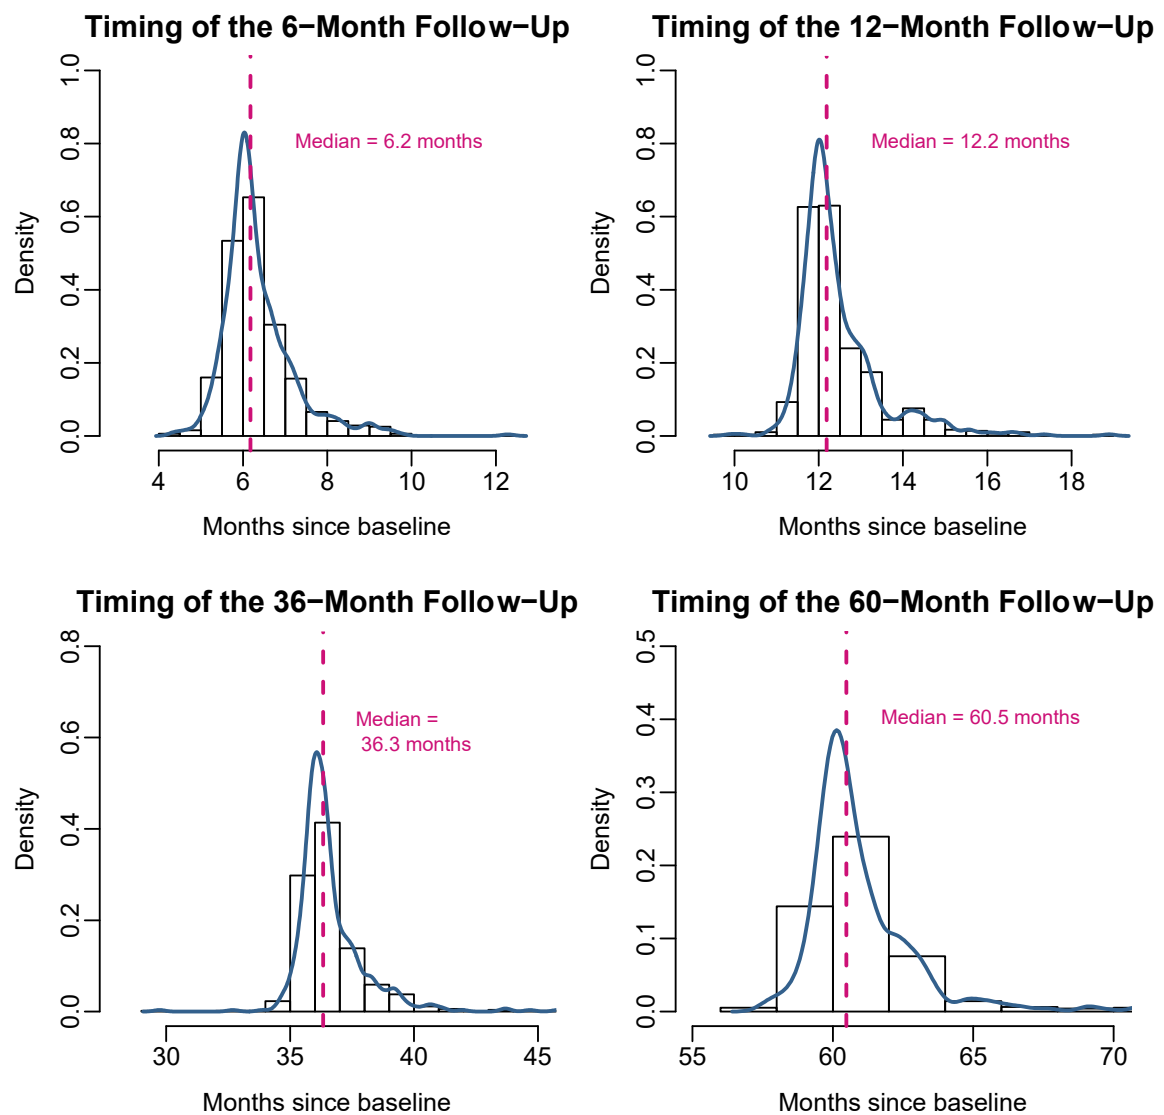 Timing of the 6−Month Follow−Up
Density
0.0 0.2 0.4 0.6 0.8 1.0
Median = 6.2 months
4 6 8 10 12
Months since baseline
Timing of the 12−Month Follow−Up
Density
0.0 0.2 0.4 0.6 0.8 1.0
Median = 12.2 months
10 12 14 16 18
Months since baseline
Timing of the 36−Month Follow−Up
Density
0.0 0.2 0.4 0.6 0.8
Median =
36.3 months
30 35 40 45
Months since baseline
Timing of the 60−Month Follow−Up
Density
0.0 0.1 0.2 0.3 0.4 0.5
Median = 60.5 months
55 60 65 70
Months since baseline